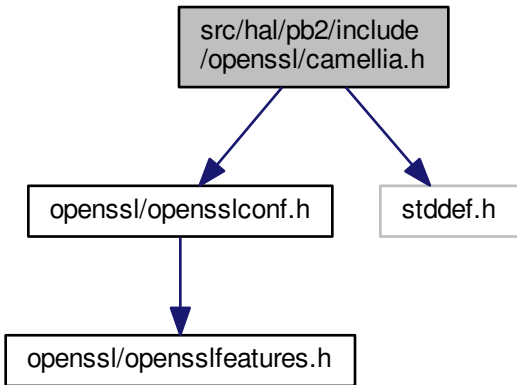 src/hal/pb2/include
/openssl/camellia.h
openssl/opensslconf.h
stddef.h
openssl/opensslfeatures.h